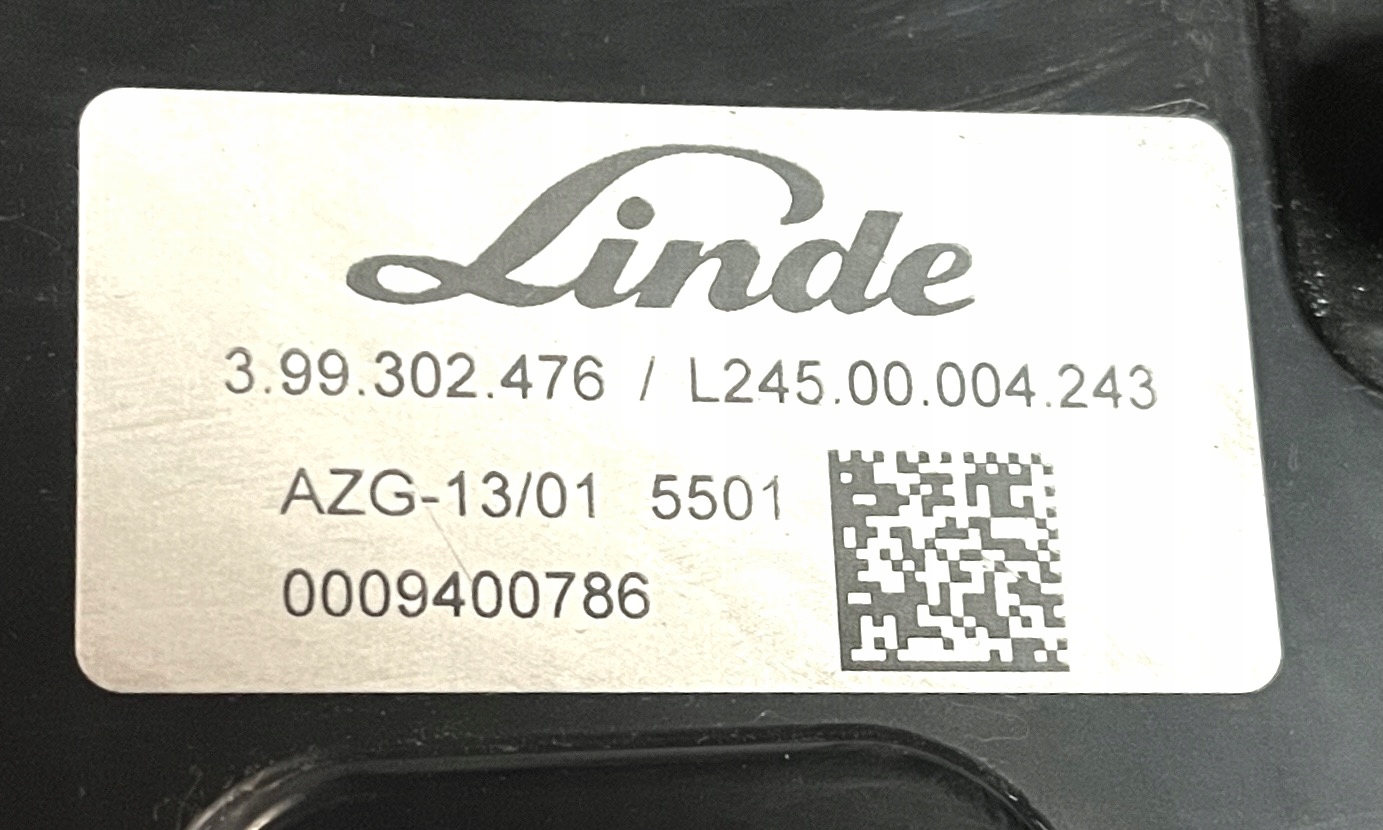 Linde
3.99.302.476 / L245.00.004.243
AZG-13/01 5501
0009400786